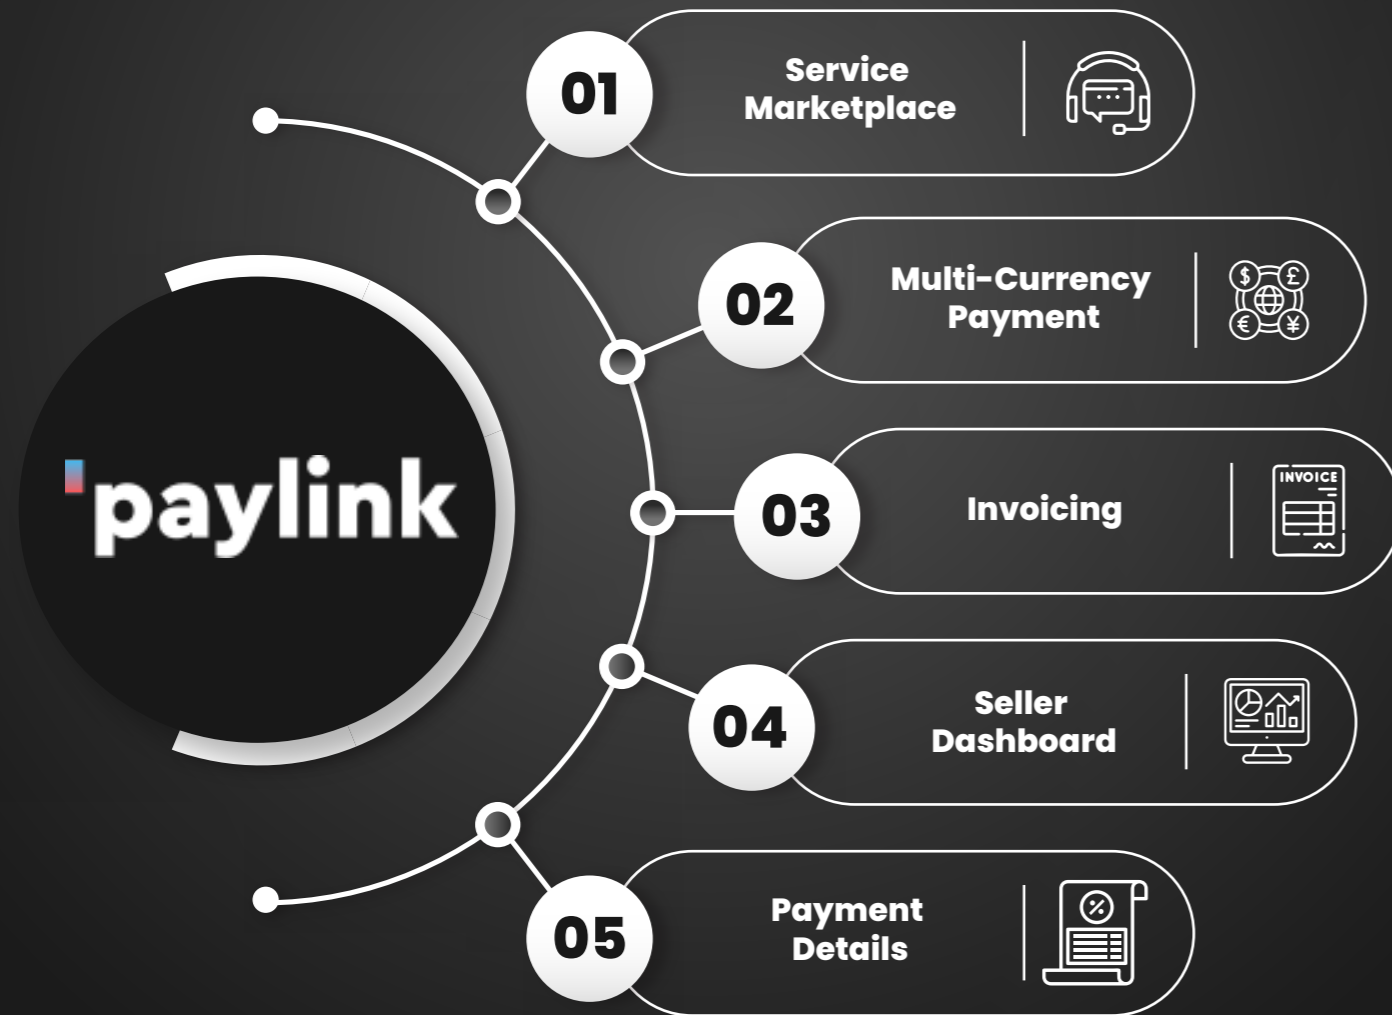 paylink
01
Service
Marketplace
02
Multi-Currency
Payment
$ £
€ ¥
03
Invoicing
INVOICE
04
Seller
Dashboard
05
Payment
Details
%